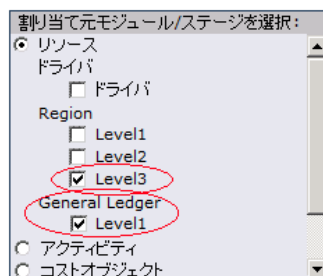 割り当て元モジュール/ステージを選択:
リソース
ドライバ
ドライバ
Region
Level1
Level2
Level3
General Ledger
Level1
アクティビティ
コストオブジェクト